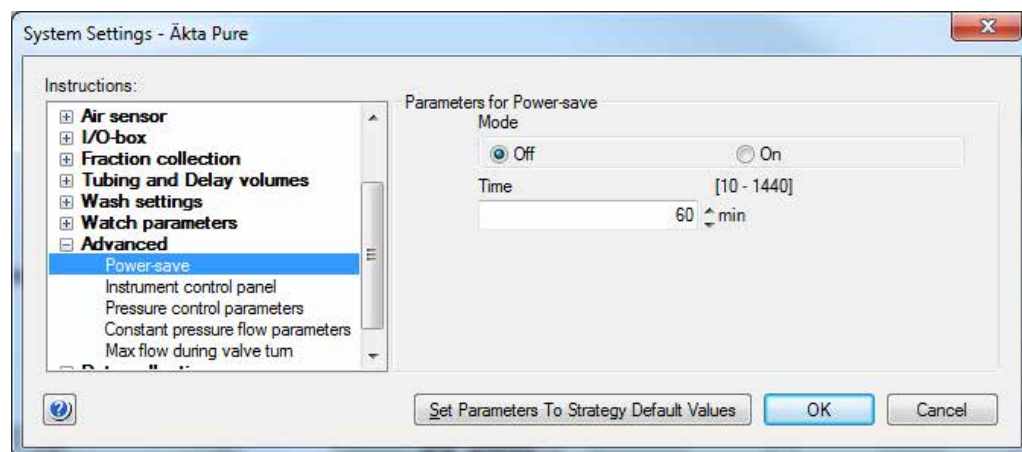 System Settings - Äkta Pure
Instructions:
Air sensor
I/O-box
Fraction collection
Tubing and Delay volumes
Wash settings
Watch parameters
Advanced
Power-save
Instrument control panel
Pressure control parameters
Constant pressure flow parameters
Max flow during valve turn
Parameters for Power-save
Mode
Off On
Time [10 - 1440]
60 min
Set Parameters To Strategy Default Values OK Cancel